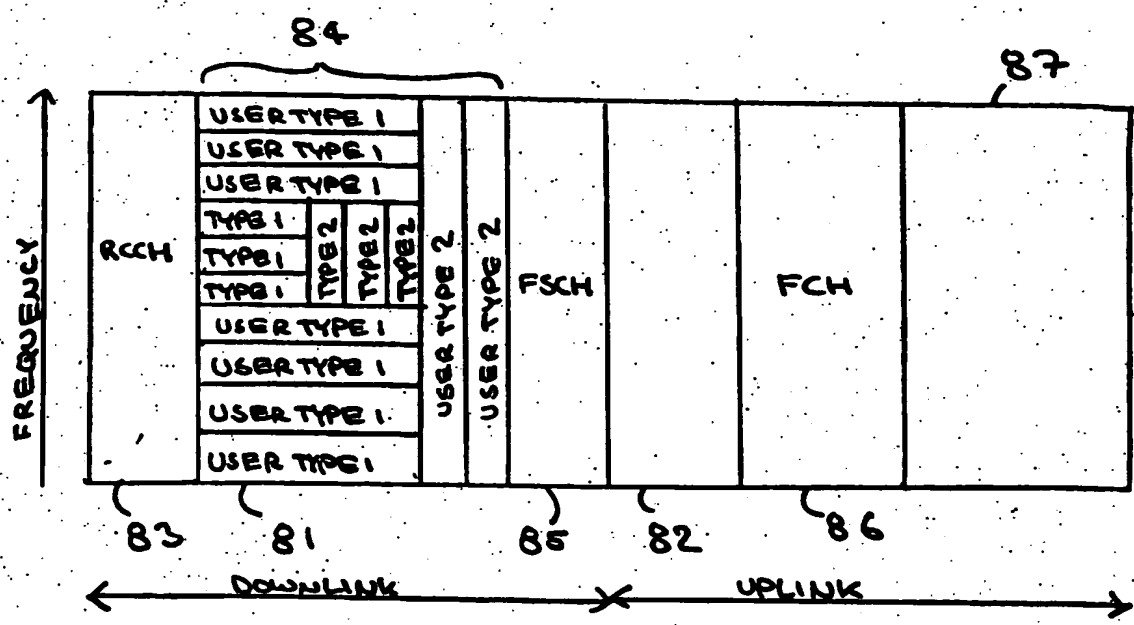 84
87
FREQUENCY
RCCH
USER TYPE 1
USER TYPE 1
USER TYPE 1
TYPE 1
TYPE 1
TYPE 1
TYPE 2
TYPE 2
TYPE 2
USER TYPE 1
USER TYPE 1
USER TYPE 1
USER TYPE 1
USER TYPE 2
USER TYPE 2
FSCH
FCH
83
81
85
82
86
DOWNLINK
UPLINK